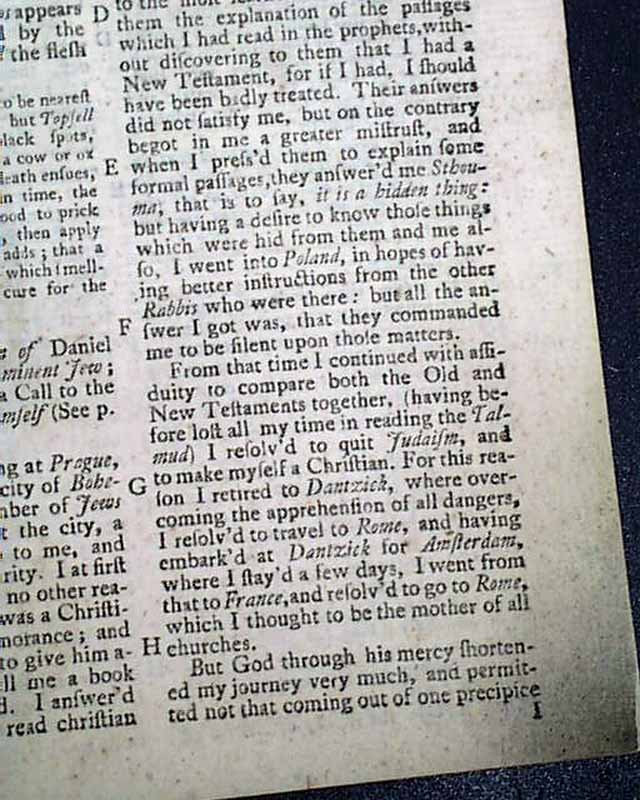 appears
by the
the fleſh
to be neareſt
but Topſell
black ſpots,
a cow or ox
death enſues,
in time, the
ood to prick
, then apply
adds; that a
which ſmell-
cure for the
of Daniel
minent Jew;
a Call to the
mſelf (See p.
ng at Prague,
city of Bohe-
mber of Jews
t the city, a
to me, and
rity. I at firſt
no other rea-
was a Chriſti-
norance; and
to give him a-
ll me a book
d. I anſwer'd
read chriſtian
D
E
F
G
H
to the
them the explanation of the paſſages
which I had read in the prophets, with-
out diſcovering to them that I had a
New Teſtament, for if I had, I ſhould
have been badly treated. Their anſwers
did not ſatisfy me, but on the contrary
begot in me a greater miſtruſt, and
when I preſs'd them to explain ſome
formal paſſages, they anſwer'd me Sthou-
ma, that is to ſay, it is a hidden thing:
but having a deſire to know thoſe things
which were hid from them and me al-
ſo, I went into Poland, in hopes of hav-
ing better inſtructions from the other
Rabbis who were there: but all the an-
ſwer I got was, that they commanded
me to be ſilent upon thoſe matters.
From that time I continued with aſſi-
duity to compare both the Old and
New Teſtaments together, (having be-
fore loſt all my time in reading the Tal-
mud) I reſolv'd to quit Judaiſm, and
to make myſelf a Chriſtian. For this rea-
ſon I retired to Dantzick, where over-
coming the apprehenſion of all dangers,
I reſolv'd to travel to Rome, and having
embark'd at Dantzick for Amſterdam,
where I ſtay'd a few days, I went from
that to France, and reſolv'd to go to Rome,
which I thought to be the mother of all
churches.
But God through his mercy ſhorten-
ed my journey very much, and permit-
ted not that coming out of one precipice
I